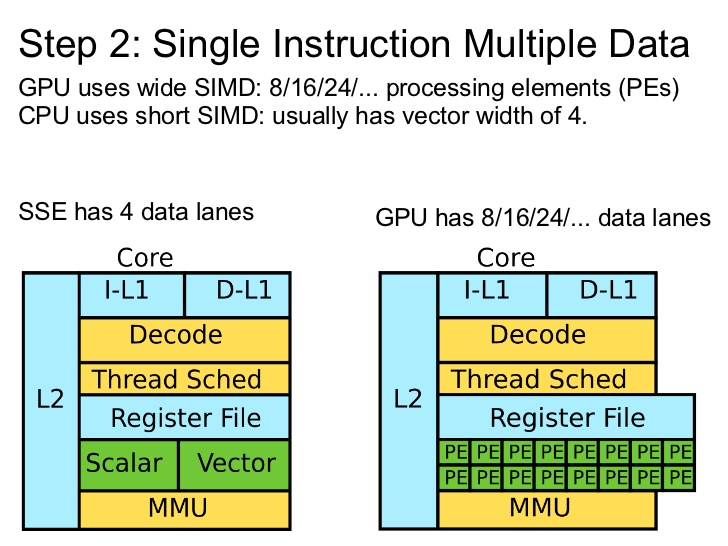 Step 2: Single Instruction Multiple Data
GPU uses wide SIMD: 8/16/24/... processing elements (PEs)
CPU uses short SIMD: usually has vector width of 4.
SSE has 4 data lanes
Core
I-L1 D-L1
Decode
Thread Sched
L2
Register File
Scalar Vector
MMU
GPU has 8/16/24/... data lanes
Core
I-L1 D-L1
Decode
Thread Sched
L2
Register File
PE PE PE PE PE PE PE PE
PE PE PE PE PE PE PE PE
MMU